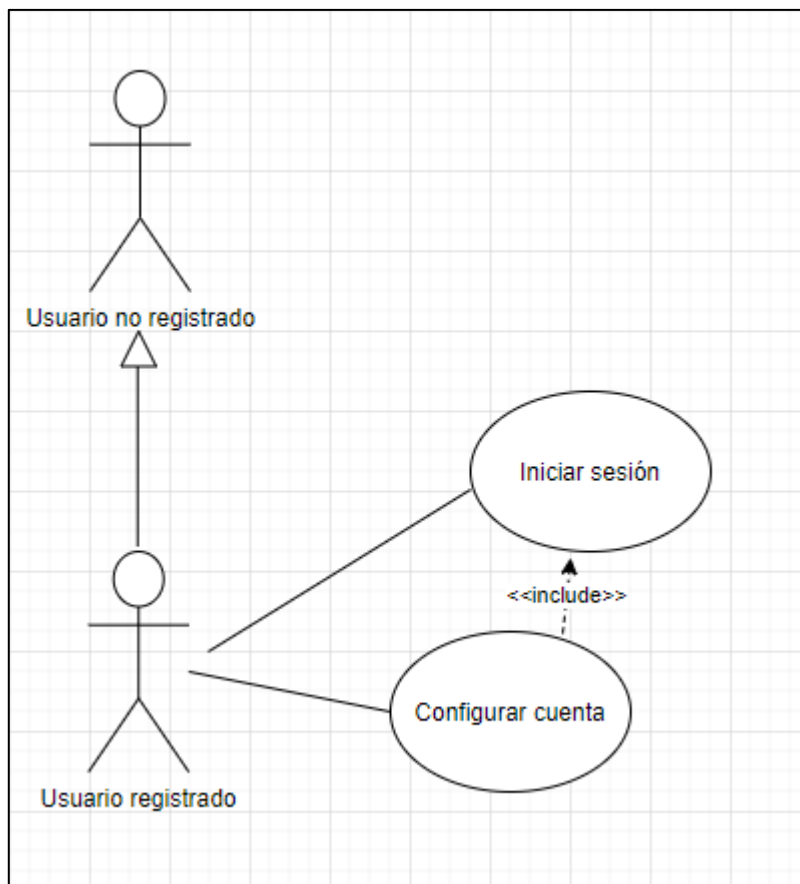 Usuario no registrado
Iniciar sesión
<<include>>
Configurar cuenta
Usuario registrado